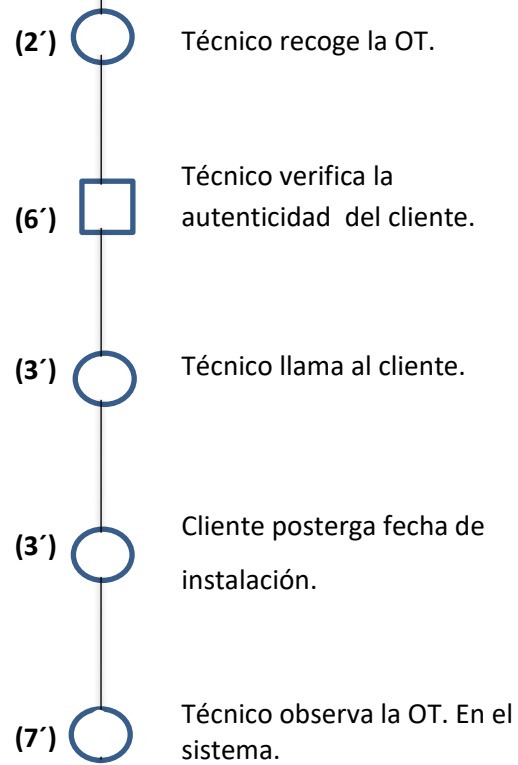 (2´) Técnico recoge la OT.
Técnico verifica la
(6´) autenticidad del cliente.
(3´) Técnico llama al cliente.
Cliente posterga fecha de
(3´)
instalación.
Técnico observa la OT. En el
(7´)
sistema.